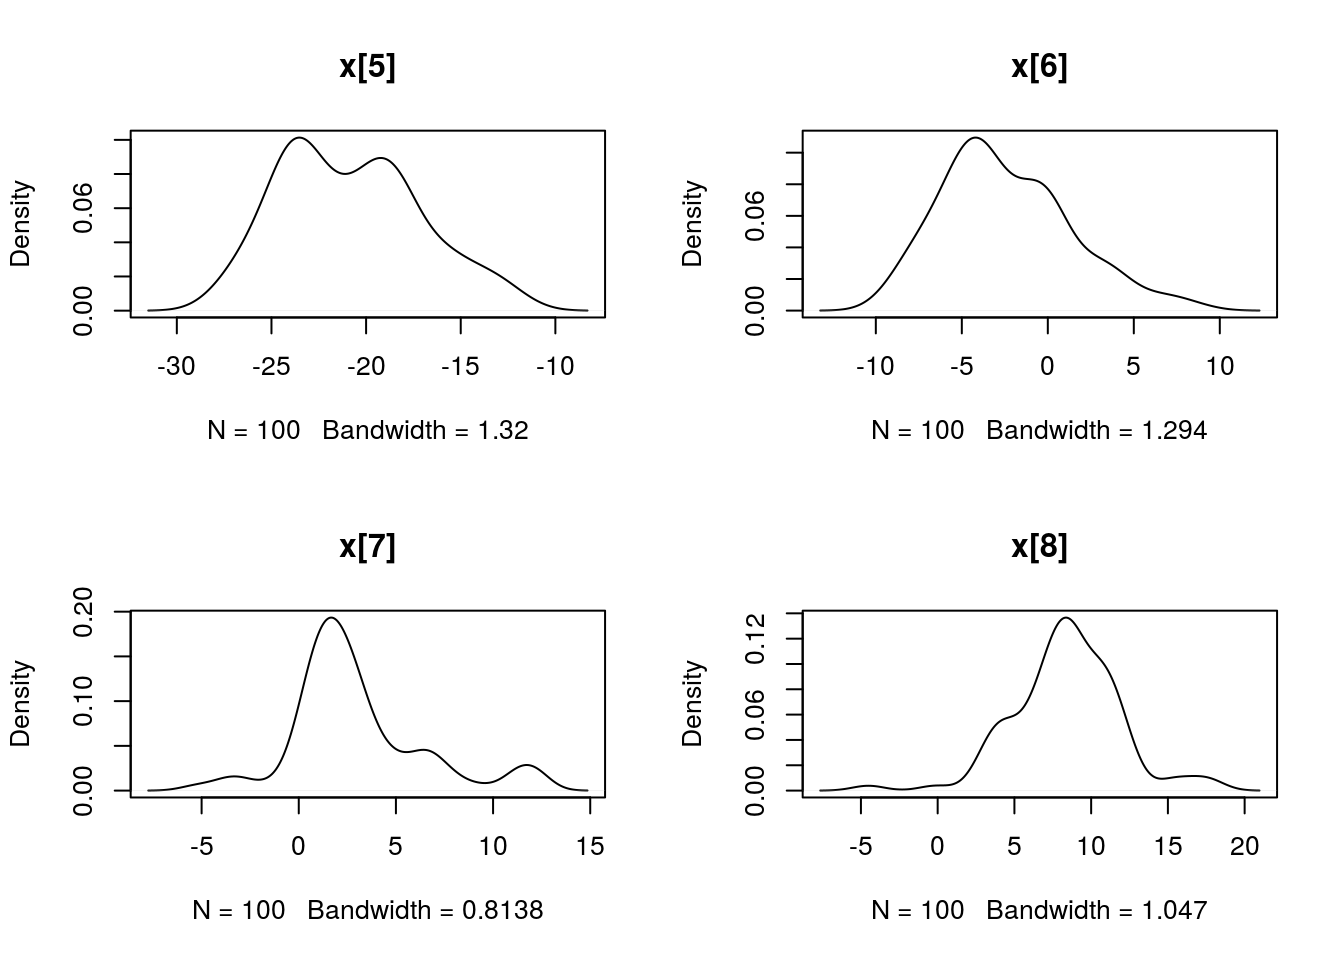 x[5]
Density
0.00 0.06
-30 -25 -20 -15 -10
N = 100 Bandwidth = 1.32
x[6]
Density
0.00 0.06
-10 -5 0 5 10
N = 100 Bandwidth = 1.294
x[7]
Density
0.00 0.10 0.20
-5 0 5 10 15
N = 100 Bandwidth = 0.8138
x[8]
Density
0.00 0.06 0.12
-5 0 5 10 15 20
N = 100 Bandwidth = 1.047